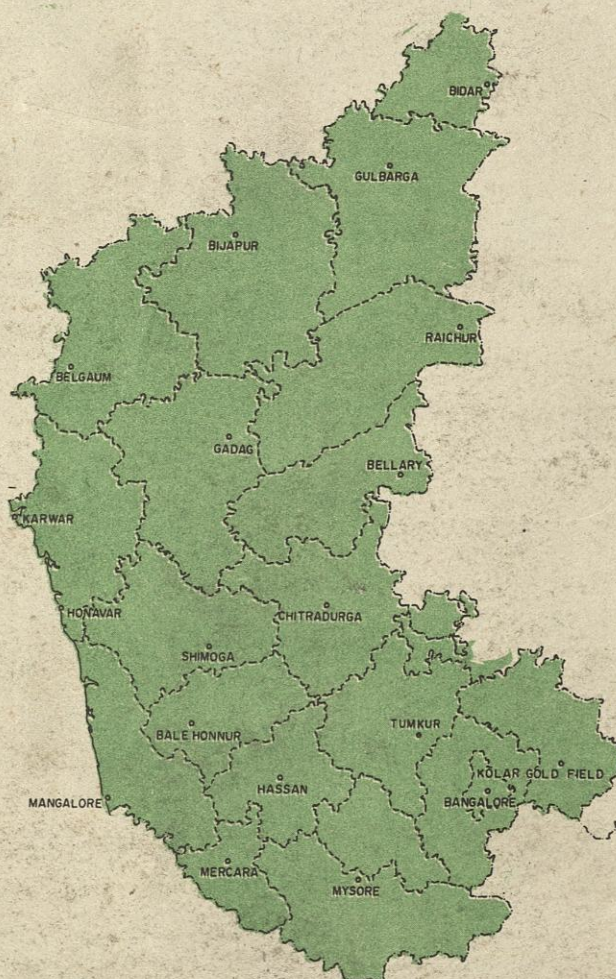 BIDAR
GULBARGA
BIJAPUR
RAICHUR
BELGAUM
GADAG
BELLARY
KARWAR
HONAVAR
CHITRADURGA
SHIMOGA
BALE HONNUR
TUMKUR
KOLAR GOLD FIELD
HASSAN
BANGALORE
MANGALORE
MERCARA
MYSORE